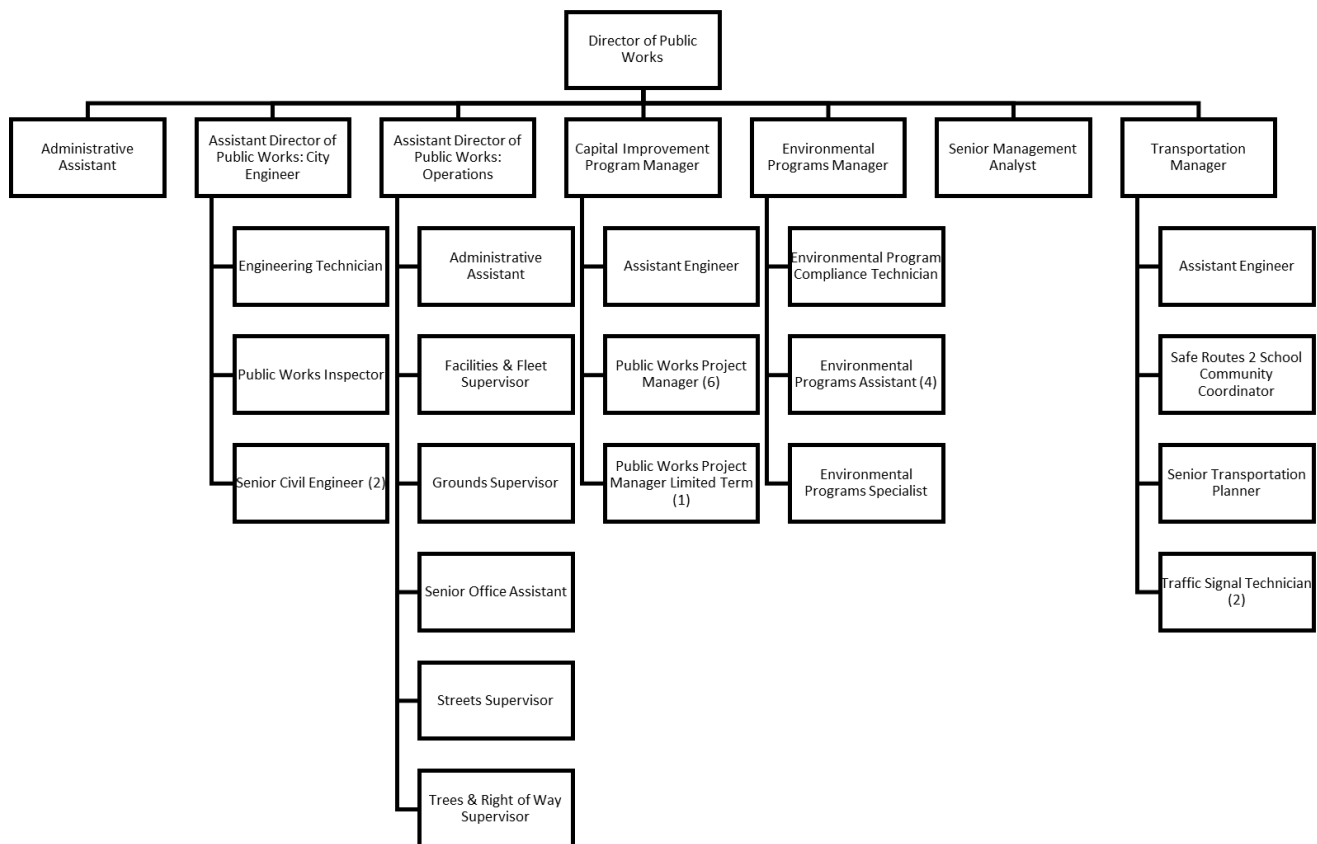 Director of Public
Works
Administrative
Assistant
Assistant Director of
Public Works: City
Engineer
Assistant Director of
Public Works:
Operations
Capital Improvement
Program Manager
Environmental
Programs Manager
Senior Management
Analyst
Transportation
Manager
Engineering Technician
Public Works Inspector
Senior Civil Engineer (2)
Administrative
Assistant
Facilities & Fleet
Supervisor
Grounds Supervisor
Senior Office Assistant
Streets Supervisor
Trees & Right of Way
Supervisor
Assistant Engineer
Public Works Project
Manager (6)
Public Works Project
Manager Limited Term
(1)
Environmental Program
Compliance Technician
Environmental
Programs Assistant (4)
Environmental
Programs Specialist
Assistant Engineer
Safe Routes 2 School
Community
Coordinator
Senior Transportation
Planner
Traffic Signal Technician
(2)